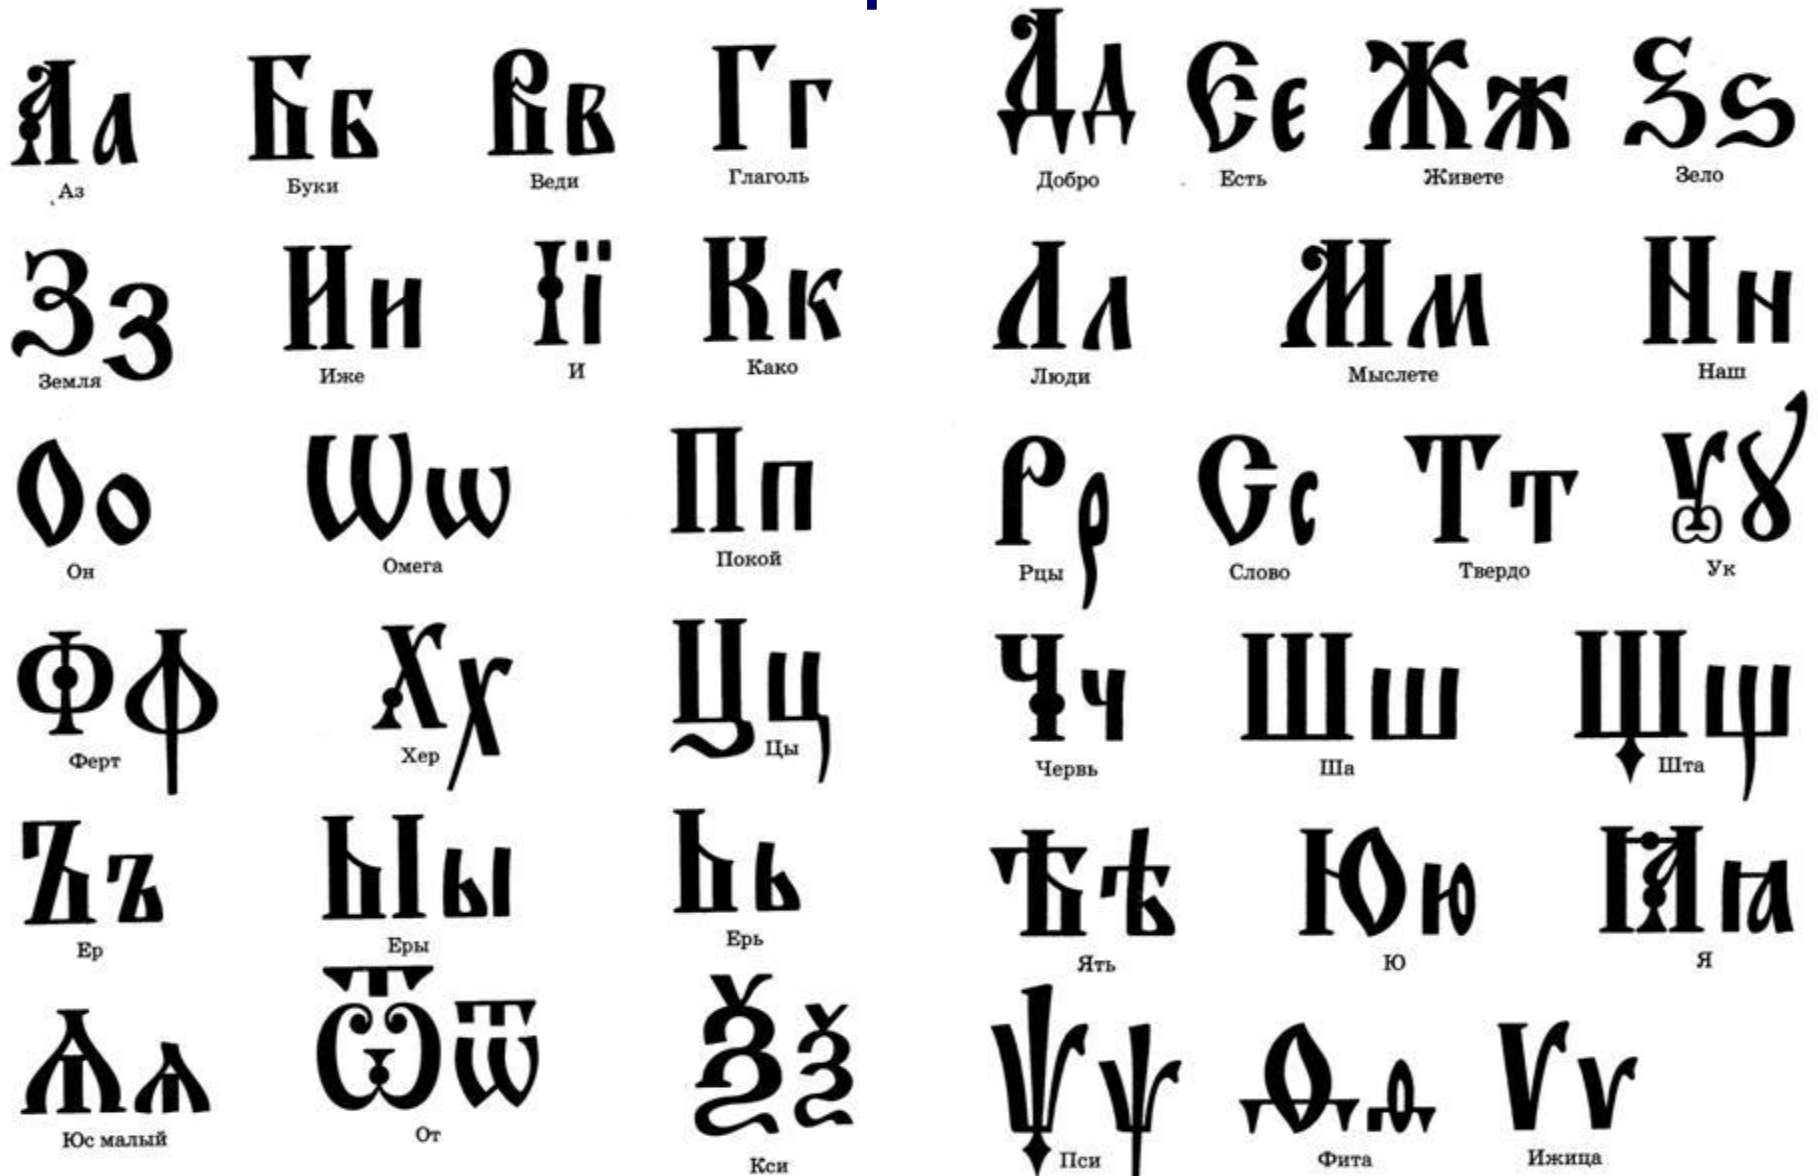 Ꙗа Бб Вв Гг Дд Єє Жж Ѕѕ
Аз Буки Веди Глаголь Добро Есть Живете Зело
Зз Ии Її Кк Лл Мм Нн
Земля Иже И Како Люди Мыслете Наш
Оо Ѡѡ Пп Рр Сс Тт Ѹꙋ
Он Омега Покой Рцы Слово Твердо Ук
Фф Хх Цц Чч Шш Щщ
Ферт Хер Цы Червь Ша Шта
Ъъ Ыы Ьь Ѣѣ Юю Ꙗꙗ
Ер Еры Ерь Ять Ю Я
Ѧѧ Ѿѿ Ѯѯ Ѱѱ Ѳѳ Ѵѵ
Юс малый От Кси Пси Фита Ижица